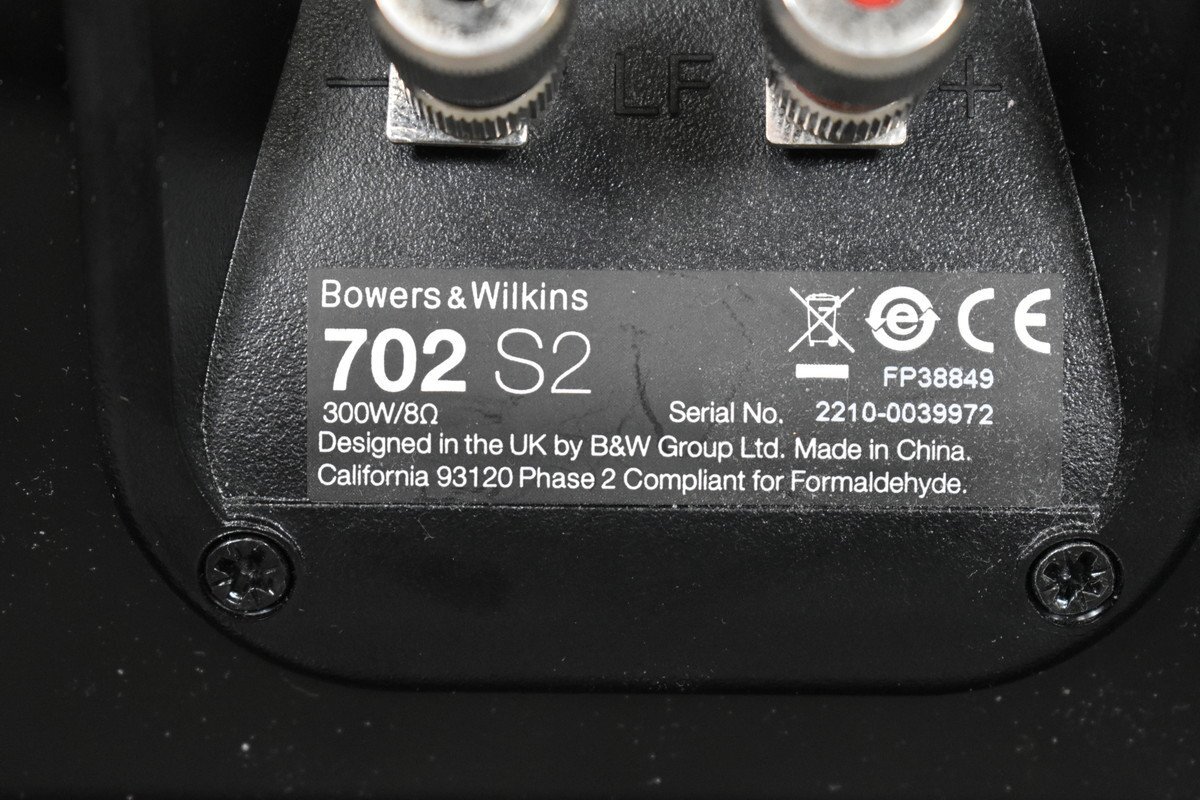 − LF +
Bowers & Wilkins
702 S2
FP38849
300W/8Ω Serial No. 2210-0039972
Designed in the UK by B&W Group Ltd. Made in China.
California 93120 Phase 2 Compliant for Formaldehyde.